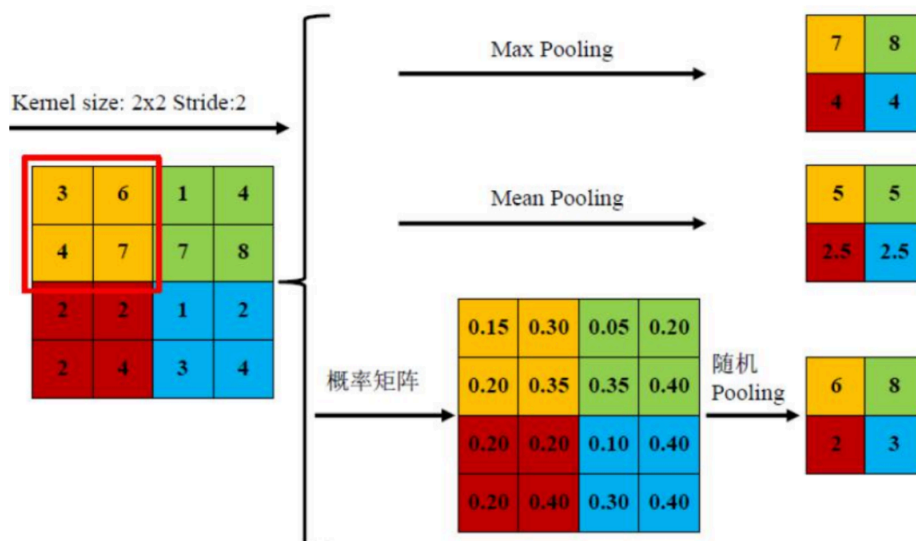 Max Pooling
7 8
4 4
Kernel size: 2x2 Stride:2
3 6 1 4
4 7 7 8
2 2 1 2
2 4 3 4
Mean Pooling
5 5
2.5 2.5
概率矩阵
0.15 0.30 0.05 0.20
0.20 0.35 0.35 0.40
0.20 0.20 0.10 0.40
0.20 0.40 0.30 0.40
随机
Pooling
6 8
2 3